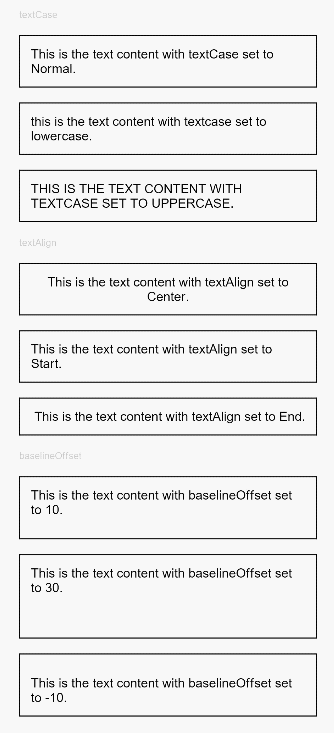 textCase
This is the text content with textCase set to
Normal.
this is the text content with textcase set to
lowercase.
THIS IS THE TEXT CONTENT WITH
TEXTCASE SET TO UPPERCASE.
textAlign
This is the text content with textAlign set to
Center.
This is the text content with textAlign set to
Start.
This is the text content with textAlign set to End.
baselineOffset
This is the text content with baselineOffset set
to 10.
This is the text content with baselineOffset set
to 30.
This is the text content with baselineOffset set
to -10.